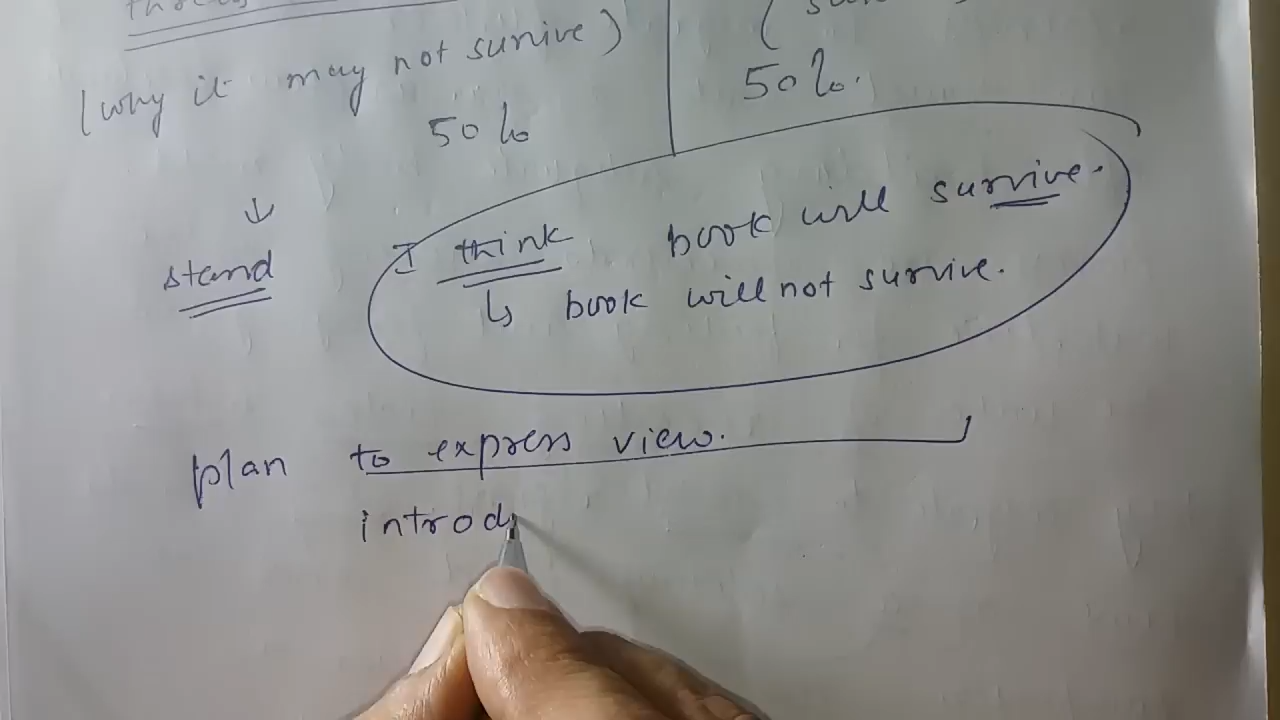 (why it may not survive)
50%
50%.
↓
stand
I think book will survive.
↳ book will not survive.
plan to express view.
introd